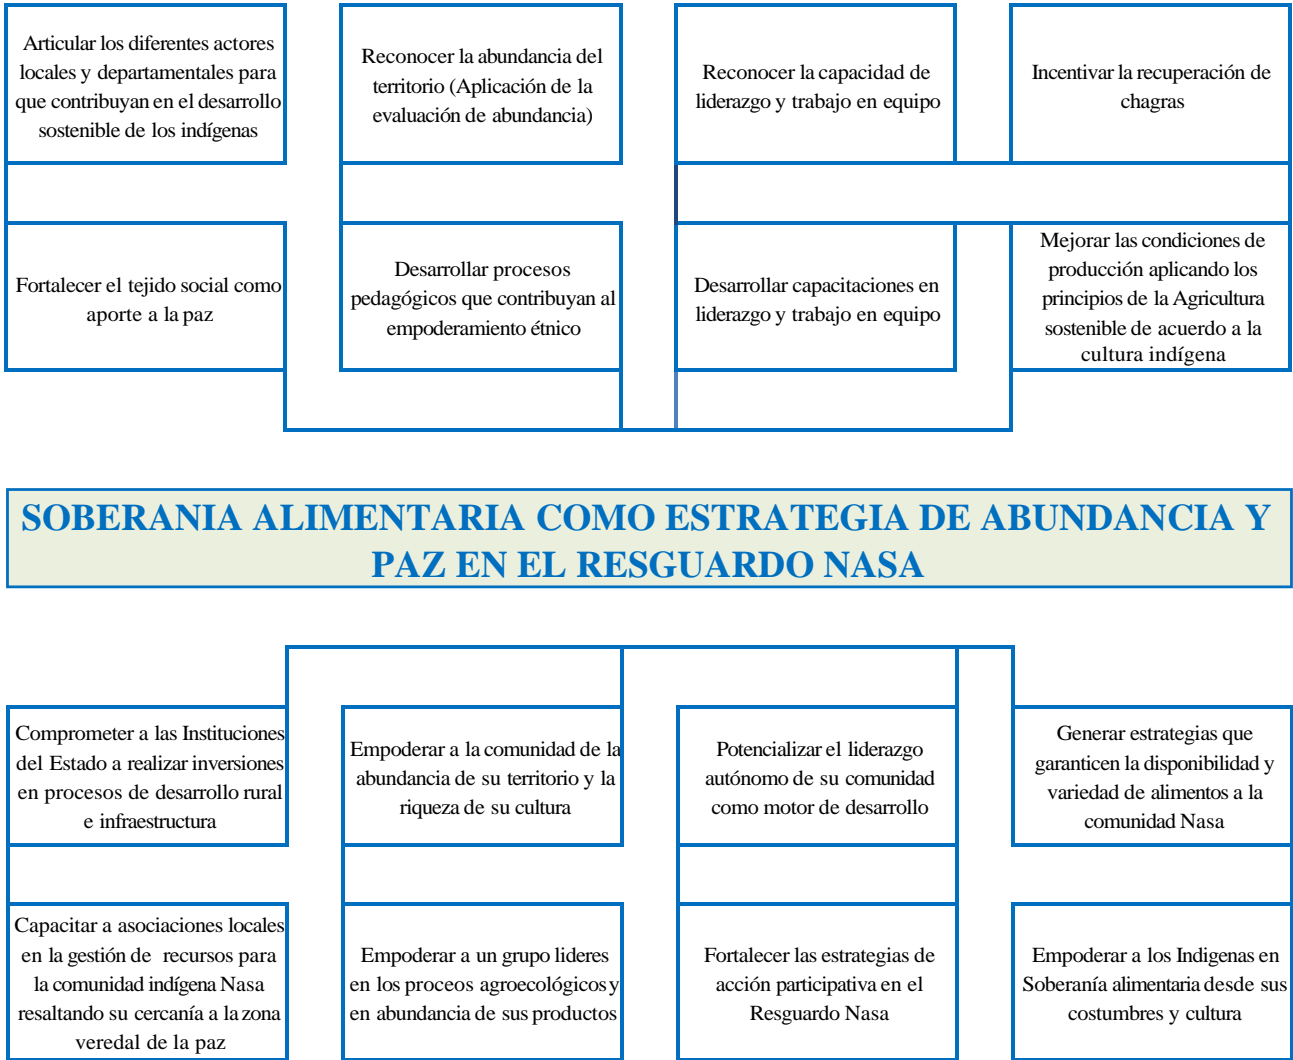 Articular los diferentes actores
locales y departamentales para
que contribuyan en el desarrollo
sostenible de los indígenas
Reconocer la abundancia del
territorio (Aplicación de la
evaluación de abundancia)
Reconocer la capacidad de
liderazgo y trabajo en equipo
Incentivar la recuperación de
chagras
Fortalecer el tejido social como
aporte a la paz
Desarrollar procesos
pedagógicos que contribuyan al
empoderamiento étnico
Desarrollar capacitaciones en
liderazgo y trabajo en equipo
Mejorar las condiciones de
producción aplicando los
principios de la Agricultura
sostenible de acuerdo a la
cultura indígena
SOBERANIA ALIMENTARIA COMO ESTRATEGIA DE ABUNDANCIA Y
PAZ EN EL RESGUARDO NASA
Comprometer a las Instituciones
del Estado a realizar inversiones
en procesos de desarrollo rural
e infraestructura
Empoderar a la comunidad de la
abundancia de su territorio y la
riqueza de su cultura
Potencializar el liderazgo
autónomo de su comunidad
como motor de desarrollo
Generar estrategias que
garanticen la disponibilidad y
variedad de alimentos a la
comunidad Nasa
Capacitar a asociaciones locales
en la gestión de recursos para
la comunidad indígena Nasa
resaltando su cercanía a la zona
veredal de la paz
Empoderar a un grupo lideres
en los proceos agroecológicos y
en abundancia de sus productos
Fortalecer las estrategias de
acción participativa en el
Resguardo Nasa
Empoderar a los Indigenas en
Soberanía alimentaria desde sus
costumbres y cultura